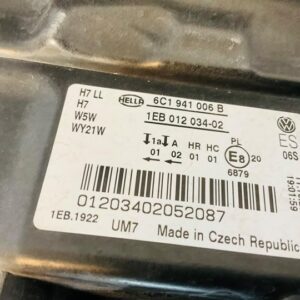 H7 LL
H7
W5W
WY21W
HELLA
6C1 941 006 B
1EB 012 034-02
1a A HR HC PL
01 02 01 01 E8 20
01
6879
ES
06S
01203402052087
1EB.1922 UM7 Made in Czech Republic